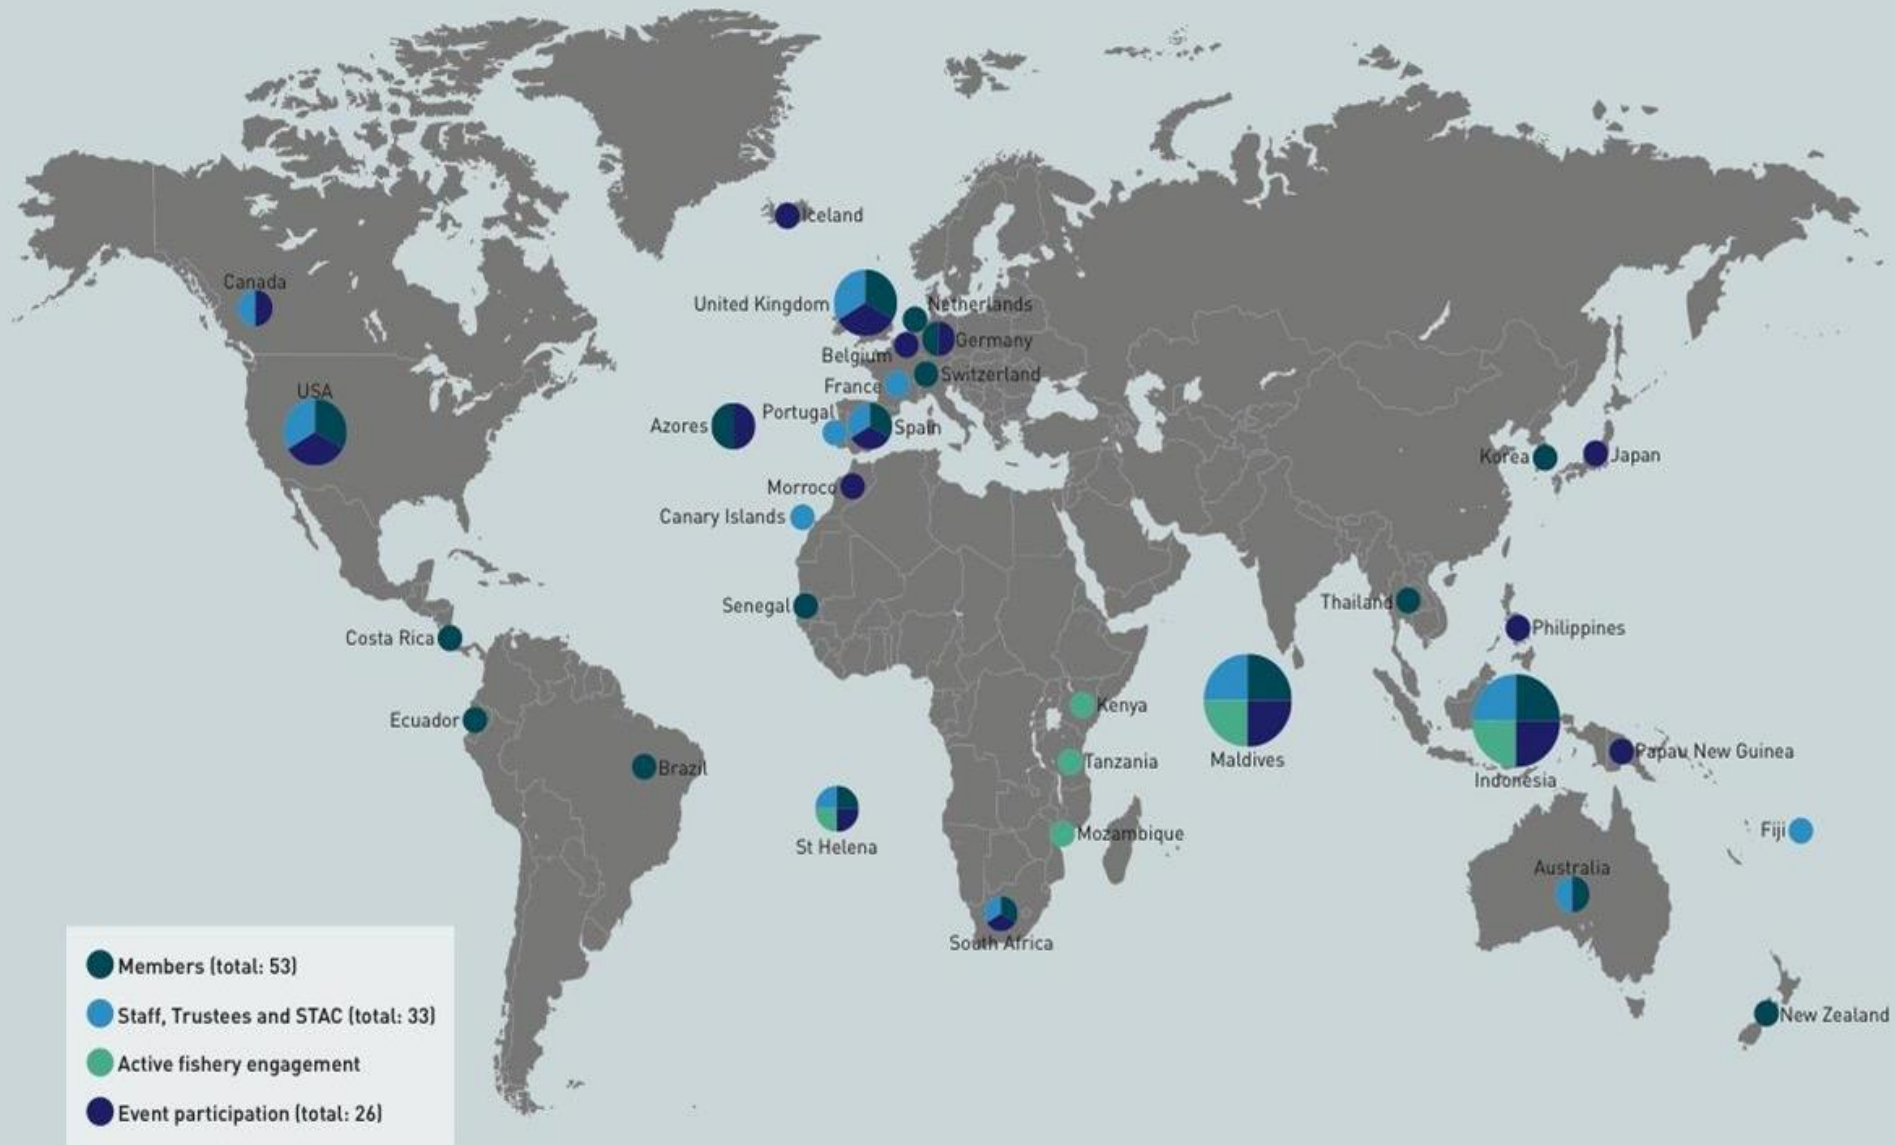 Iceland
Canada
United Kingdom
Netherlands
Germany
Belgium
Switzerland
France
USA
Portugal
Azores
Spain
Korea
Japan
Morroco
Canary Islands
Senegal
Thailand
Philippines
Costa Rica
Kenya
Ecuador
Papau New Guinea
Tanzania
Maldives
Brazil
Indonesia
Fiji
Mozambique
St Helena
Australia
South Africa
New Zealand
Members (total: 53)
Staff, Trustees and STAC (total: 33)
Active fishery engagement
Event participation (total: 26)